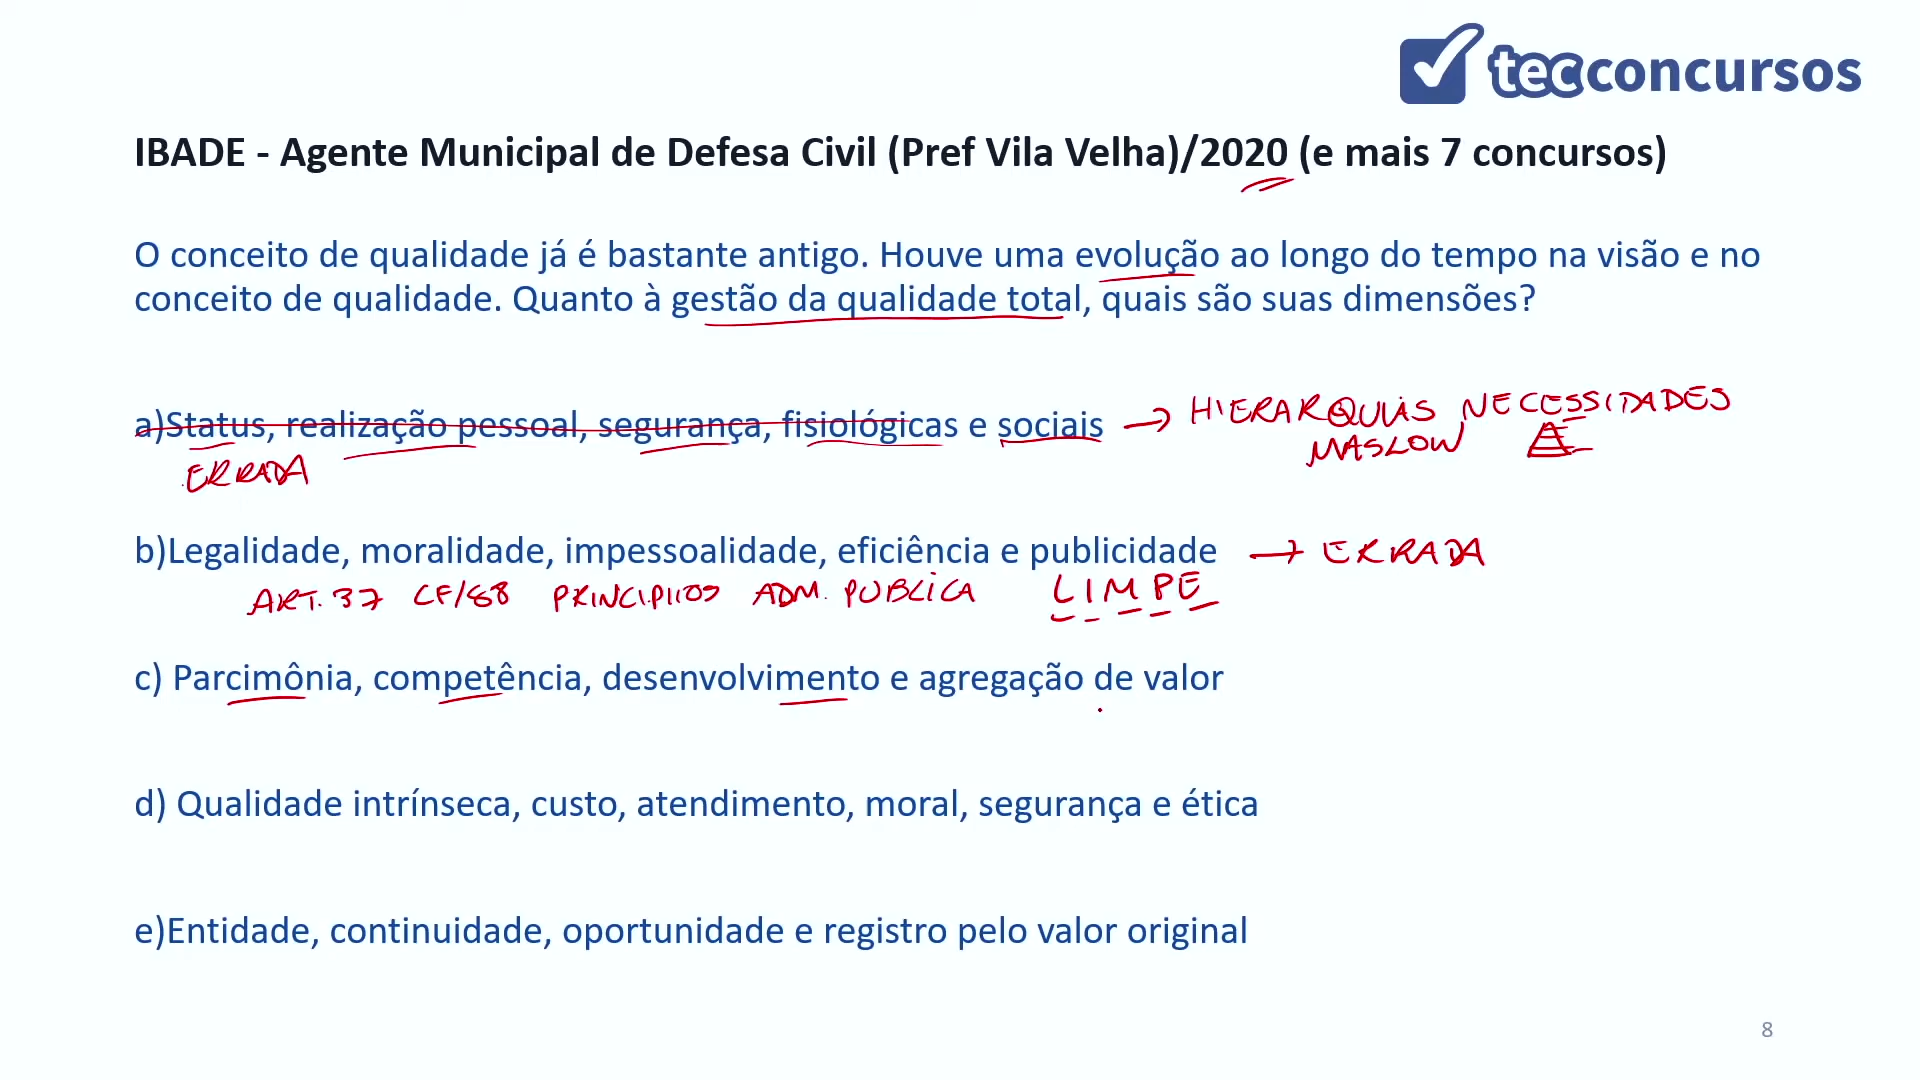 tecconcursos
IBADE - Agente Municipal de Defesa Civil (Pref Vila Velha)/2020 (e mais 7 concursos)
O conceito de qualidade já é bastante antigo. Houve uma evolução ao longo do tempo na visão e no
conceito de qualidade. Quanto à gestão da qualidade total, quais são suas dimensões?
a)Status, realização pessoal, segurança, fisiológicas e sociais → HIERARQUIAS NECESSIDADES
MASLOW
ERRADA
b)Legalidade, moralidade, impessoalidade, eficiência e publicidade → ERRADA
ART. 37 CF/88 PRINCIPIOS ADM. PUBLICA LIMPE
c) Parcimônia, competência, desenvolvimento e agregação de valor
d) Qualidade intrínseca, custo, atendimento, moral, segurança e ética
e)Entidade, continuidade, oportunidade e registro pelo valor original
8